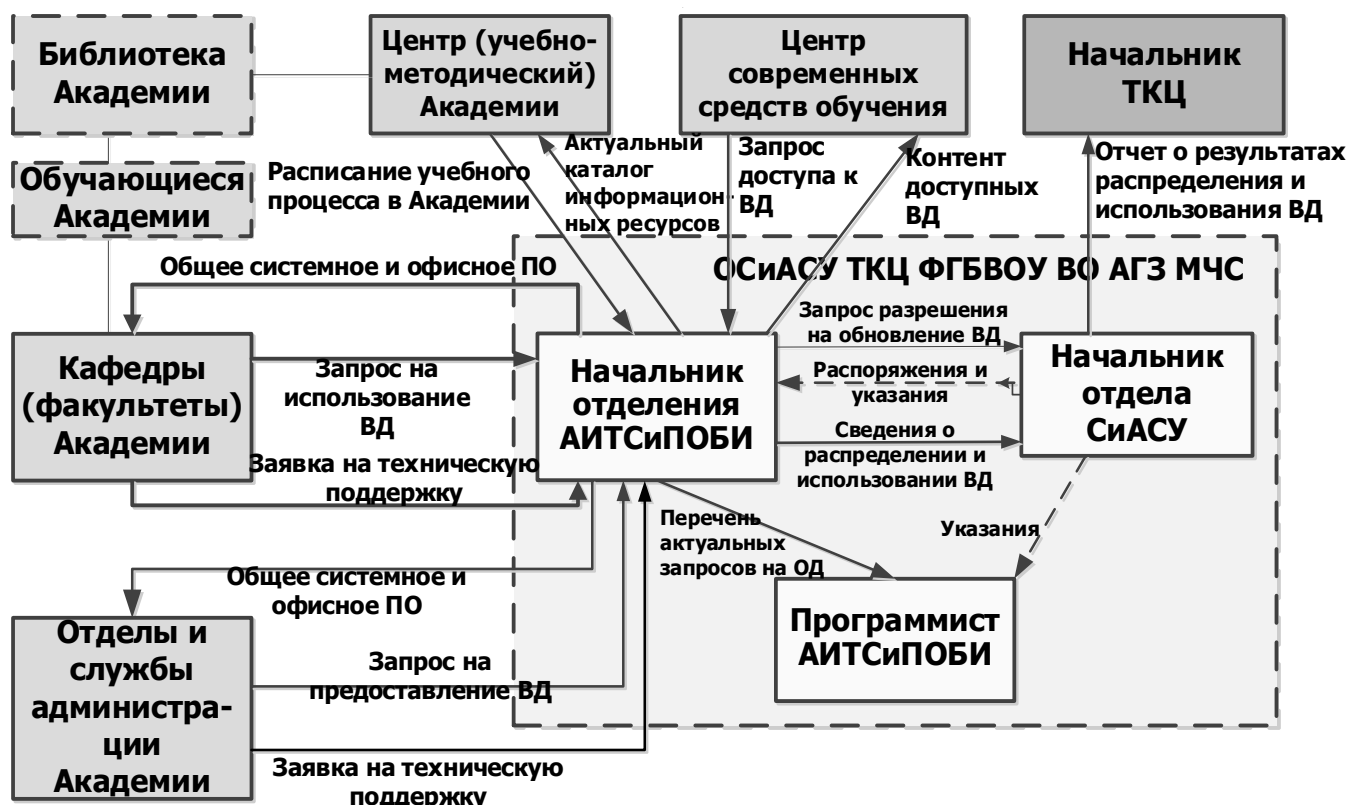 Библиотека
Академии
Центр (учебно-
методический)
Академии
Центр
современных
средств обучения
Начальник
ТКЦ
Обучающиеся
Академии
Расписание учебного
процесса в Академии
Актуальный
каталог
информацион-
ных ресурсов
Запрос
доступа к
ВД
Контент
доступных
ВД
Отчет о результатах
распределения и
использования ВД
Общее системное и офисное ПО
ОСиАСУ ТКЦ ФГБВОУ ВО АГЗ МЧС
Кафедры
(факультеты)
Академии
Запрос на
использование
ВД
Заявка на техническую
поддержку
Начальник
отделения
АИТСиПОБИ
Запрос разрешения
на обновление ВД
Распоряжения и
указания
Сведения о
распределении и
использовании ВД
Начальник
отдела
СиАСУ
Перечень
актуальных
запросов на ОД
Указания
Программист
АИТСиПОБИ
Общее системное и
офисное ПО
Отделы и
службы
администра-
ции
Академии
Запрос на
предоставление ВД
Заявка на техническую
поддержку